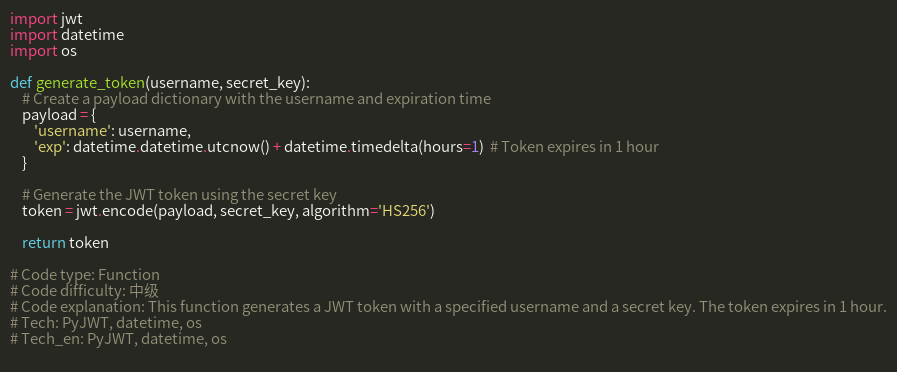 import jwt
import datetime
import os

def generate_token(username, secret_key):
    # Create a payload dictionary with the username and expiration time
    payload = {
        'username': username,
        'exp': datetime.datetime.utcnow() + datetime.timedelta(hours=1)  # Token expires in 1 hour
    }

    # Generate the JWT token using the secret key
    token = jwt.encode(payload, secret_key, algorithm='HS256')

    return token

# Code type: Function
# Code difficulty: 中级
# Code explanation: This function generates a JWT token with a specified username and a secret key. The token expires in 1 hour.
# Tech: PyJWT, datetime, os
# Tech_en: PyJWT, datetime, os